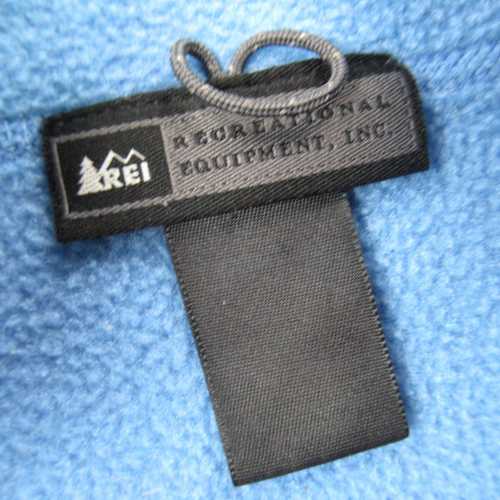 REI
RECREATIONAL
EQUIPMENT, INC.